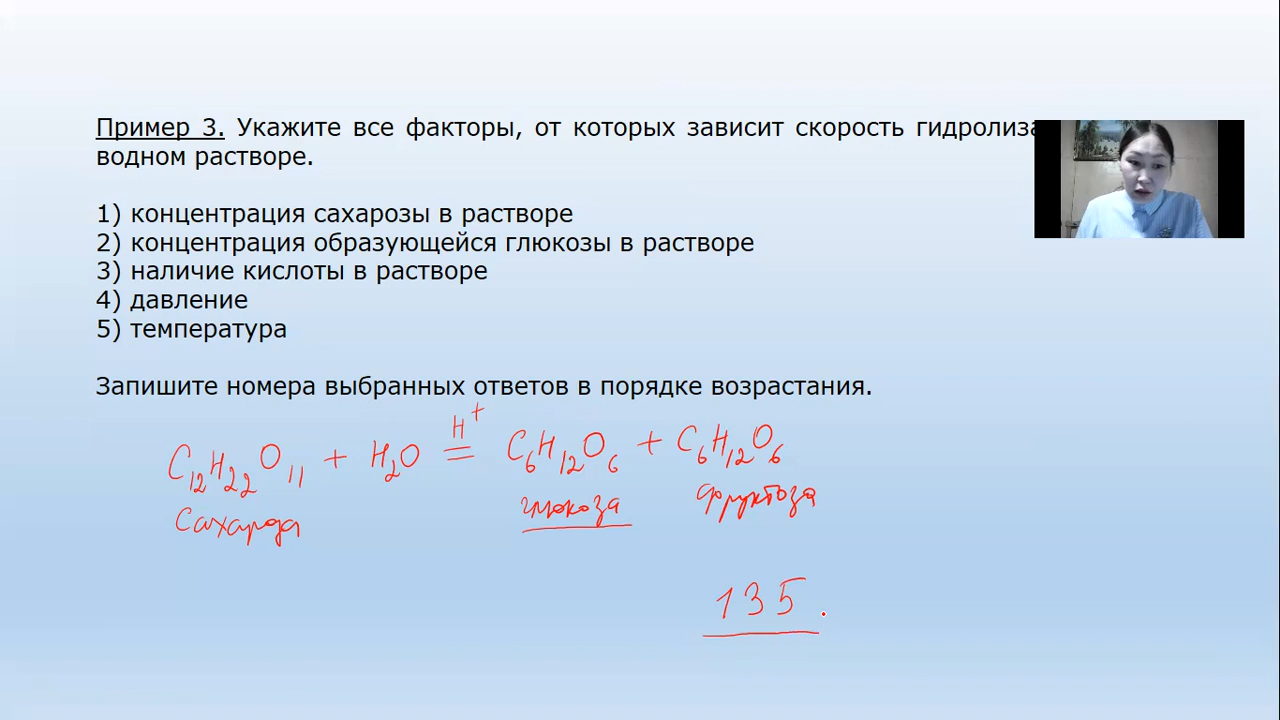 Пример 3. Укажите все факторы, от которых зависит скорость
водном растворе.
1) концентрация сахарозы в растворе
2) концентрация образующейся глюкозы в растворе
3) наличие кислоты в растворе
4) давление
5) температура
Запишите номера выбранных ответов в порядке возрастания.
C12H22O11 + H2O = H+ C6H12O6 + C6H12O6
Сахароза глюкоза фруктоза
135.